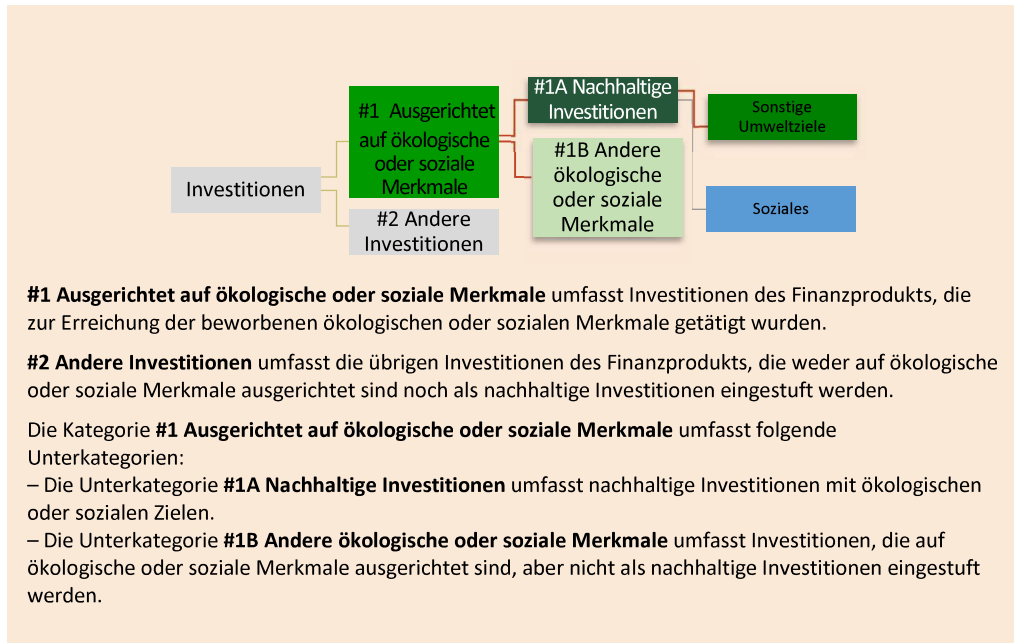 #1A Nachhaltige
Investitionen
#1 Ausgerichtet
auf ökologische
oder soziale
Merkmale
Sonstige
Umweltziele
#1B Andere
ökologische
oder soziale
Merkmale
Investitionen
Soziales
#2 Andere
Investitionen
#1 Ausgerichtet auf ökologische oder soziale Merkmale umfasst Investitionen des Finanzprodukts, die
zur Erreichung der beworbenen ökologischen oder sozialen Merkmale getätigt wurden.
#2 Andere Investitionen umfasst die übrigen Investitionen des Finanzprodukts, die weder auf ökologische
oder soziale Merkmale ausgerichtet sind noch als nachhaltige Investitionen eingestuft werden.
Die Kategorie #1 Ausgerichtet auf ökologische oder soziale Merkmale umfasst folgende
Unterkategorien:
– Die Unterkategorie #1A Nachhaltige Investitionen umfasst nachhaltige Investitionen mit ökologischen
oder sozialen Zielen.
– Die Unterkategorie #1B Andere ökologische oder soziale Merkmale umfasst Investitionen, die auf
ökologische oder soziale Merkmale ausgerichtet sind, aber nicht als nachhaltige Investitionen eingestuft
werden.